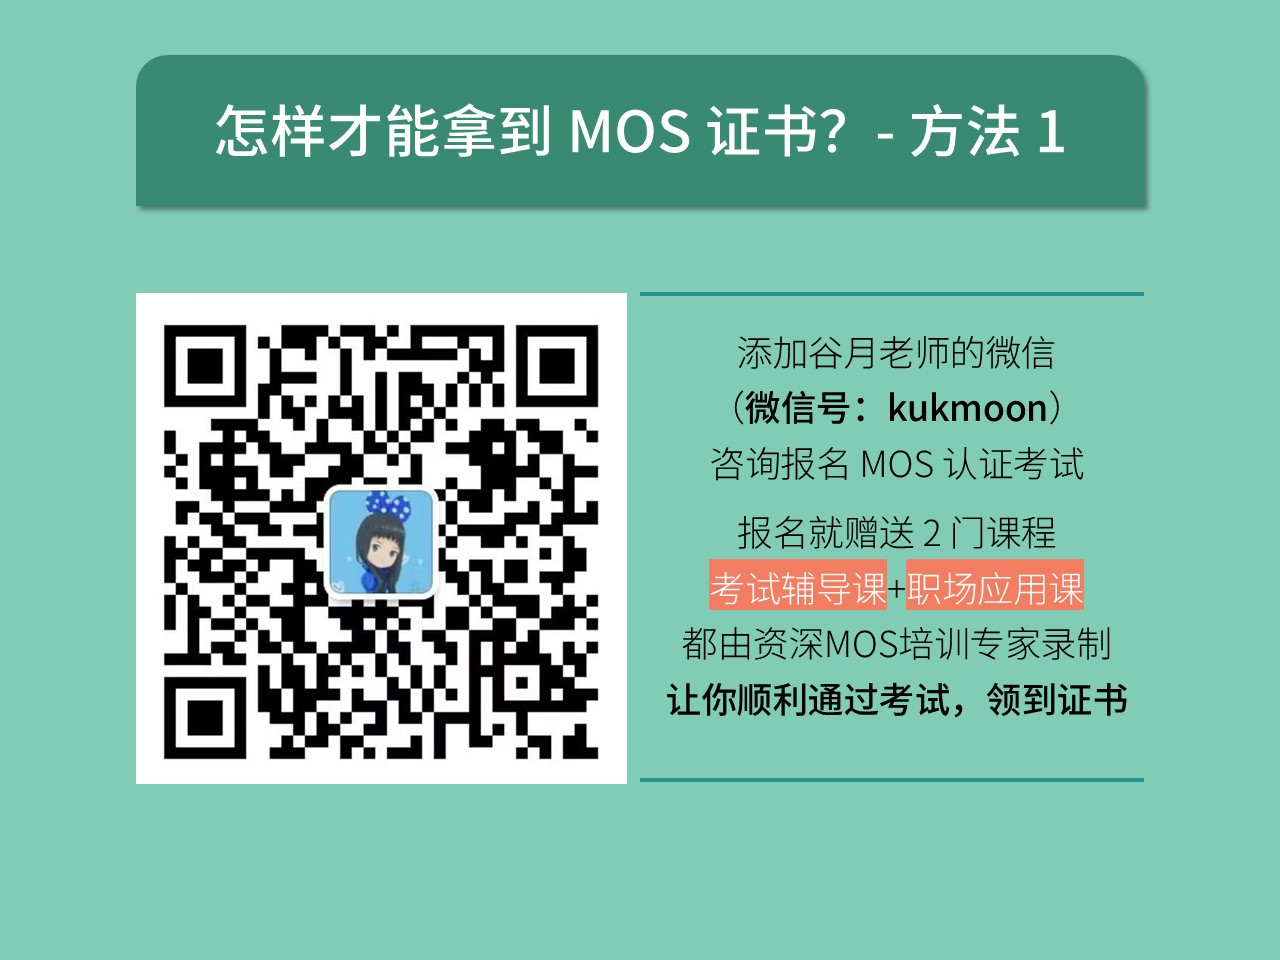 怎样才能拿到 MOS 证书？- 方法 1
添加谷月老师的微信
（微信号：kukmoon）
咨询报名 MOS 认证考试
报名就赠送 2 门课程
考试辅导课+职场应用课
都由资深MOS培训专家录制
让你顺利通过考试，领到证书